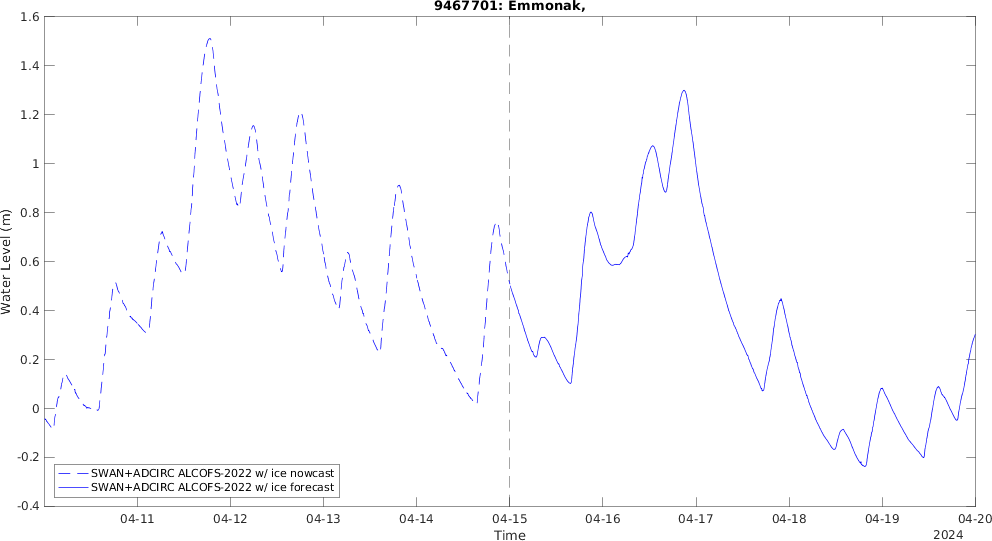 9467701: Emmonak,
1.6
1.4
1.2
1
0.8
0.6
0.4
0.2
0
-0.2
-0.4
Water Level (m)
SWAN+ADCIRC ALCOFS-2022 w/ ice nowcast
SWAN+ADCIRC ALCOFS-2022 w/ ice forecast
04-11 04-12 04-13 04-14 04-15 04-16 04-17 04-18 04-19 04-20
Time
2024